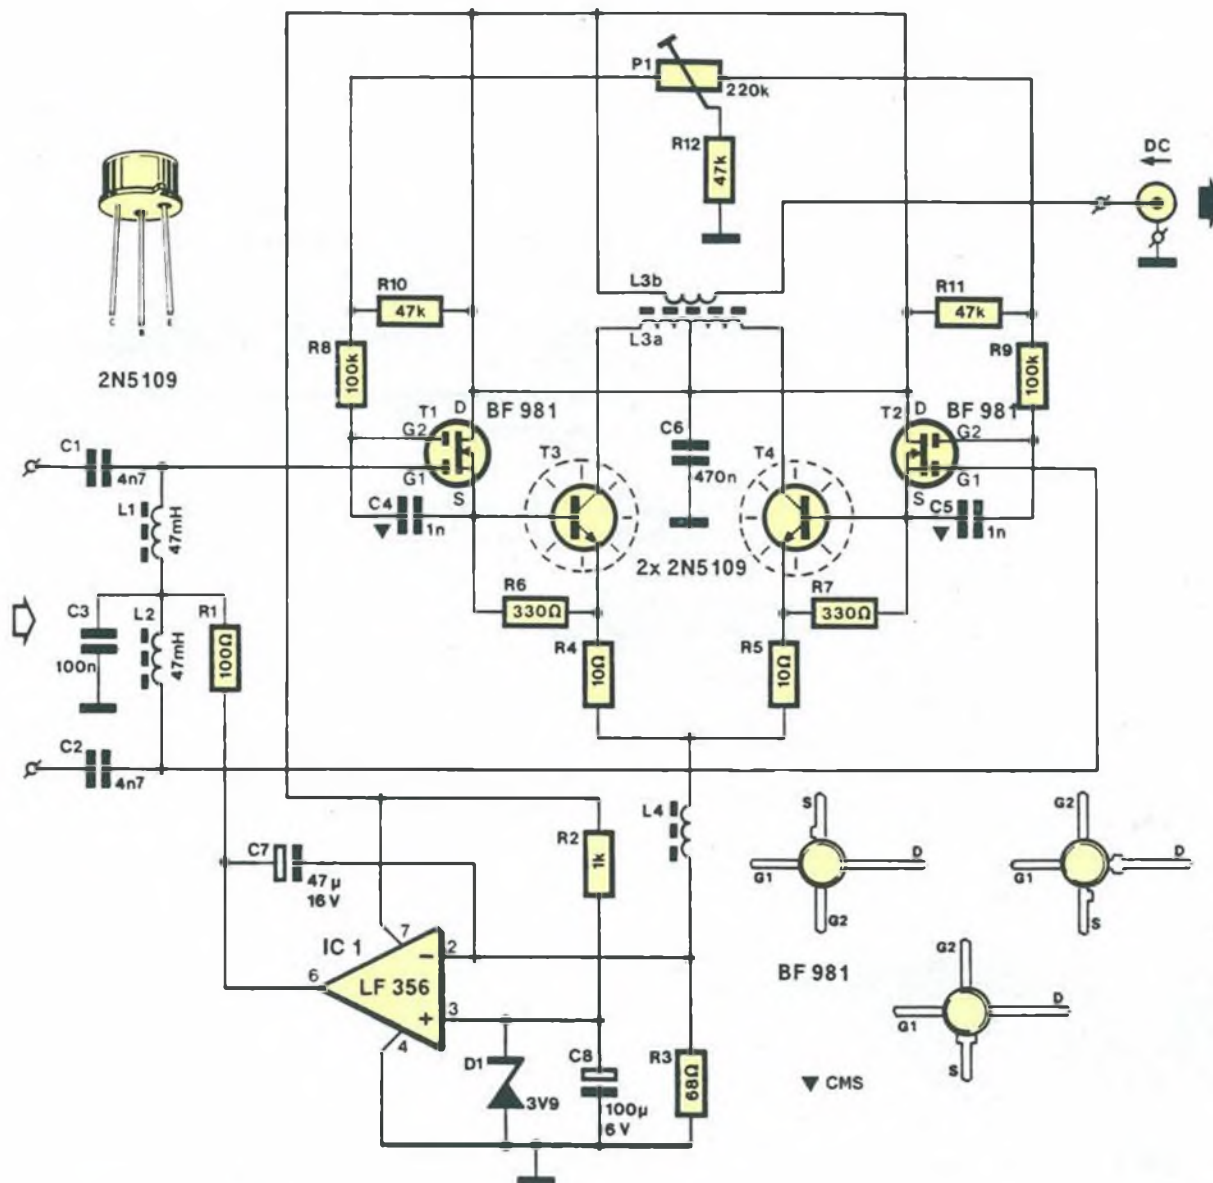 P1
220k
R12
47k
DC
C
B
E
2N5109
R10
47k
L3b
L3a
R11
47k
R8
100k
R9
100k
T1
D
BF 981
G2
G1
S
T2
D
BF 981
G2
G1
S
C6
470n
T3
T4
2x 2N5109
C1
4n7
L1
47mH
C4
1n
C5
1n
C3
100n
L2
47mH
R1
100Ω
R6
330Ω
R7
330Ω
R4
10Ω
R5
10Ω
C2
4n7
C7
47µ
16V
R2
1k
L4
IC 1
LF 356
7
2
6
3
4
−
+
D1
3V9
C8
100µ
6V
R3
68Ω
S
G1
D
G2
G2
G1
D
S
BF 981
G2
G1
D
S
▼ CMS